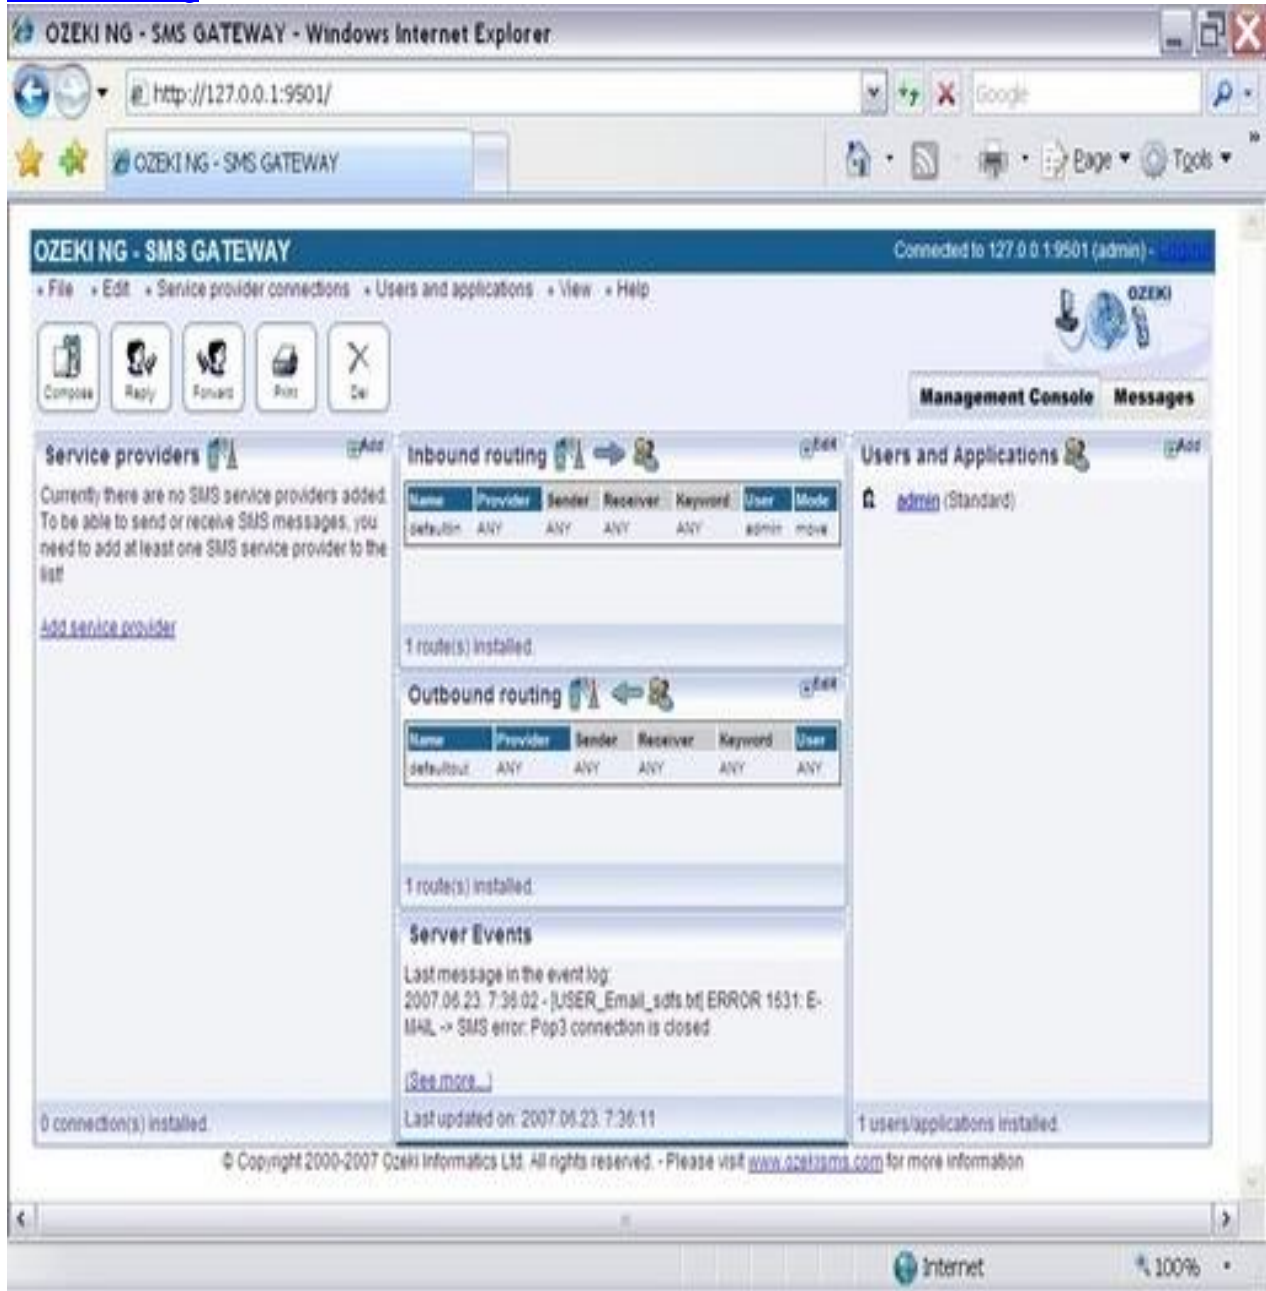 OZEKI NG - SMS GATEWAY - Windows Internet Explorer
http://127.0.0.1:9501/
Google
OZEKI NG - SMS GATEWAY
Page
Tools
OZEKI NG - SMS GATEWAY
Connected to 127.0.0.1:9501 (admin) - Logout
File Edit Service provider connections Users and applications View Help
OZEKI
Compose Reply Forward Print Del
Management Console Messages
Service providers Add
Currently there are no SMS service providers added.
To be able to send or receive SMS messages, you
need to add at least one SMS service provider to the
list!
Add service provider
0 connection(s) installed.
Inbound routing Edit
Name Provider Sender Receiver Keyword User Mode
defaultin ANY ANY ANY ANY admin move
1 route(s) installed.
Outbound routing Edit
Name Provider Sender Receiver Keyword User
defaultout ANY ANY ANY ANY ANY
1 route(s) installed.
Server Events
Last message in the event log:
2007.06.23. 7:36:02 - [USER_Email_sdfs.txt] ERROR 1531: E-
MAIL -> SMS error: Pop3 connection is closed
(See more...)
Last updated on: 2007.06.23. 7:36:11
Users and Applications Add
admin (Standard)
1 users/applications installed.
© Copyright 2000-2007 Ozeki Informatics Ltd. All rights reserved. - Please visit www.ozekisms.com for more information
Internet
100%